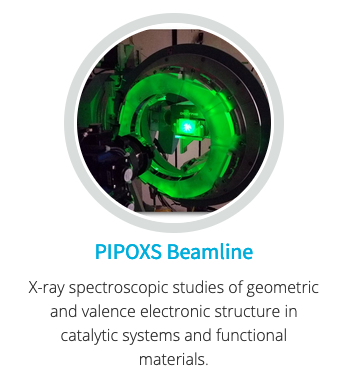 PIPOXS Beamline
X-ray spectroscopic studies of geometric
and valence electronic structure in
catalytic systems and functional
materials.